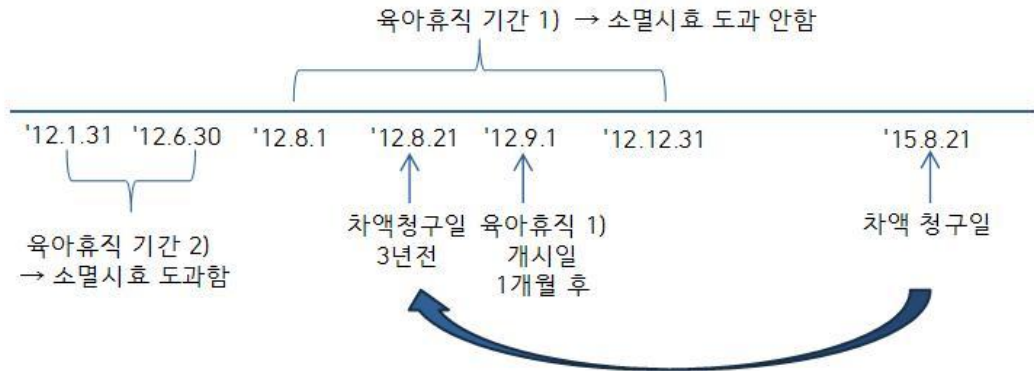 육아휴직 기간 1) → 소멸시효 도과 안함
'12.1.31 '12.6.30 '12.8.1 '12.8.21 '12.9.1 '12.12.31 '15.8.21
육아휴직 기간 2)
→ 소멸시효 도과함
차액청구일
3년전
육아휴직 1)
개시일
1개월 후
차액 청구일